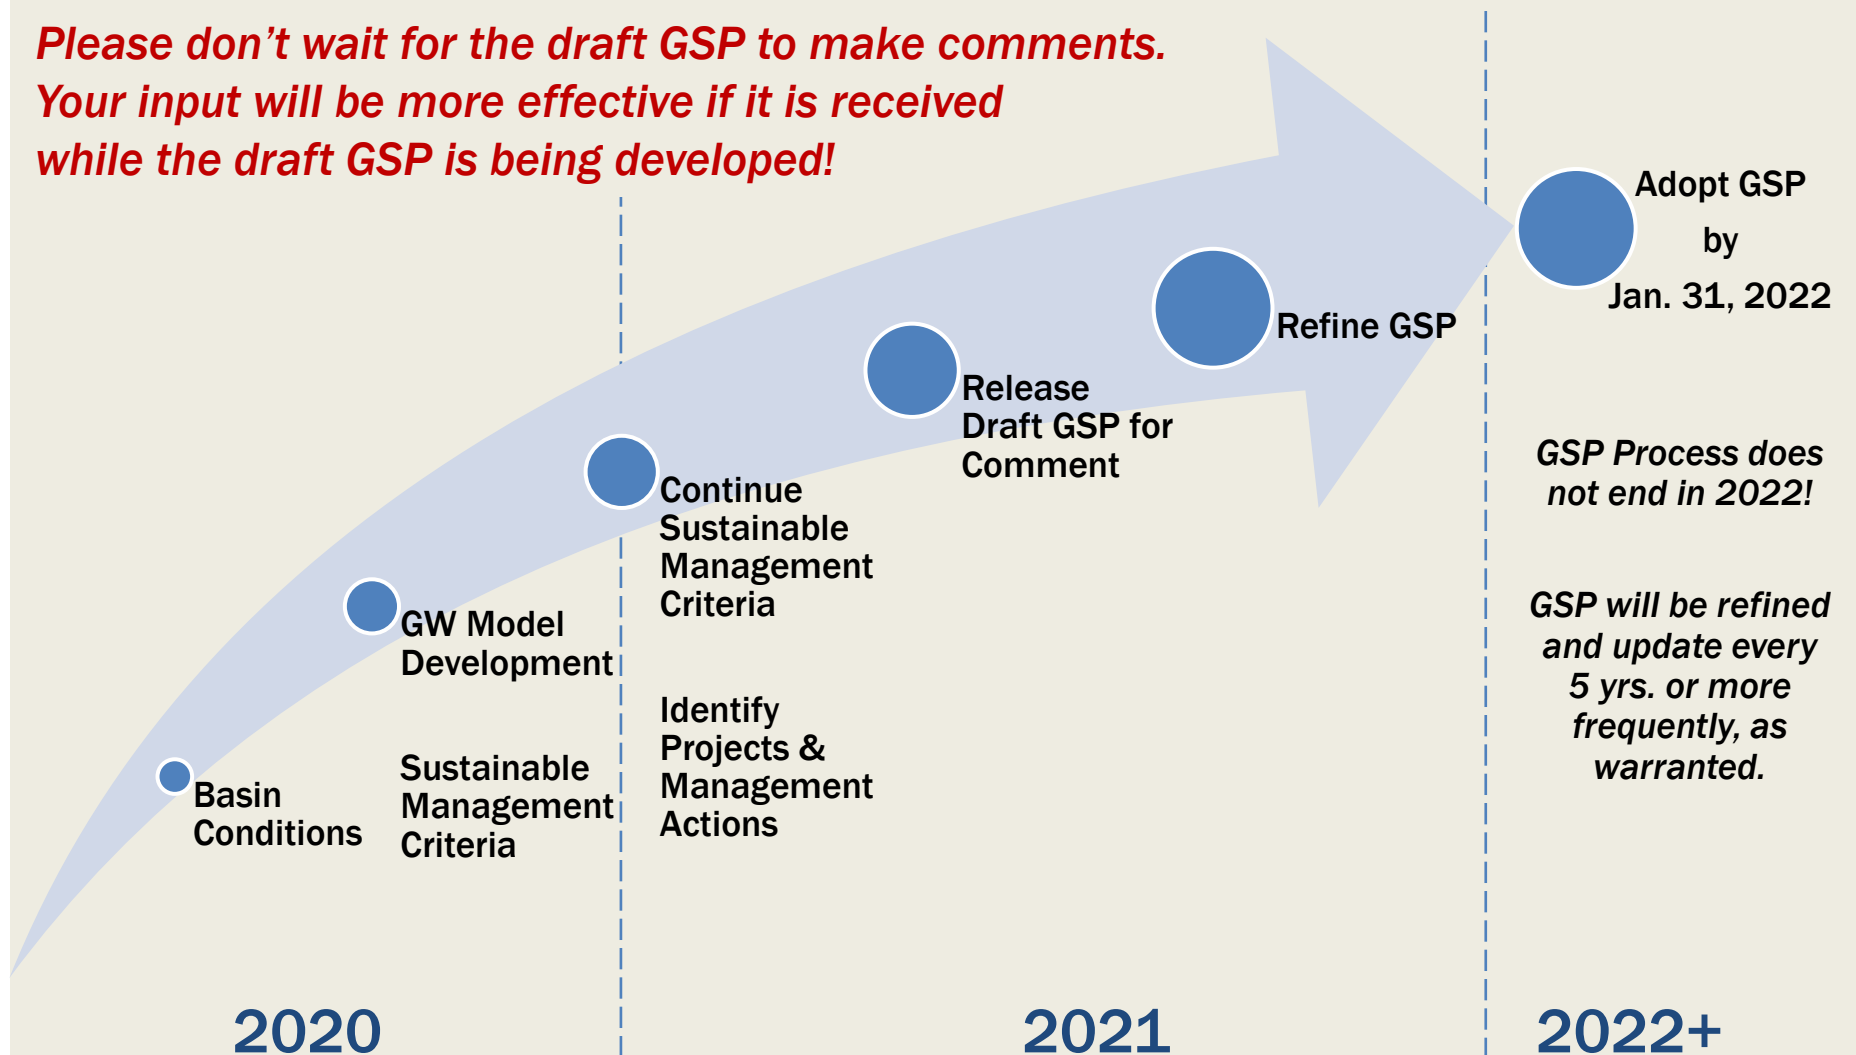 Please don’t wait for the draft GSP to make comments.
Your input will be more effective if it is received
while the draft GSP is being developed!
Adopt GSP
by
Jan. 31, 2022
Refine GSP
Release
Draft GSP for
Comment
Continue
Sustainable
Management
Criteria
Identify
Projects &
Management
Actions
GW Model
Development
Sustainable
Management
Criteria
Basin
Conditions
GSP Process does
not end in 2022!
GSP will be refined
and update every
5 yrs. or more
frequently, as
warranted.
2020
2021
2022+